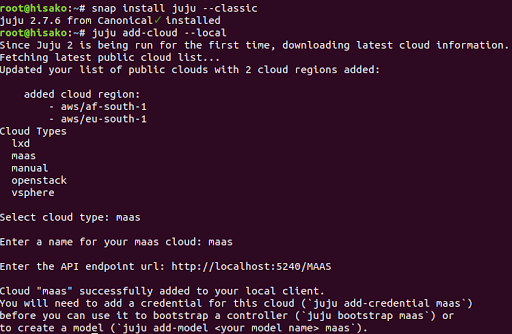 root@hisako:~# snap install juju --classic
juju 2.7.6 from Canonical✓ installed
root@hisako:~# juju add-cloud --local
Since Juju 2 is being run for the first time, downloading latest cloud information.
Fetching latest public cloud list...
Updated your list of public clouds with 2 cloud regions added:
added cloud region:
- aws/af-south-1
- aws/eu-south-1
Cloud Types
lxd
maas
manual
openstack
vsphere
Select cloud type: maas
Enter a name for your maas cloud: maas
Enter the API endpoint url: http://localhost:5240/MAAS
Cloud "maas" successfully added to your local client.
You will need to add a credential for this cloud (`juju add-credential maas`)
before you can use it to bootstrap a controller (`juju bootstrap maas`) or
to create a model (`juju add-model <your model name> maas`).